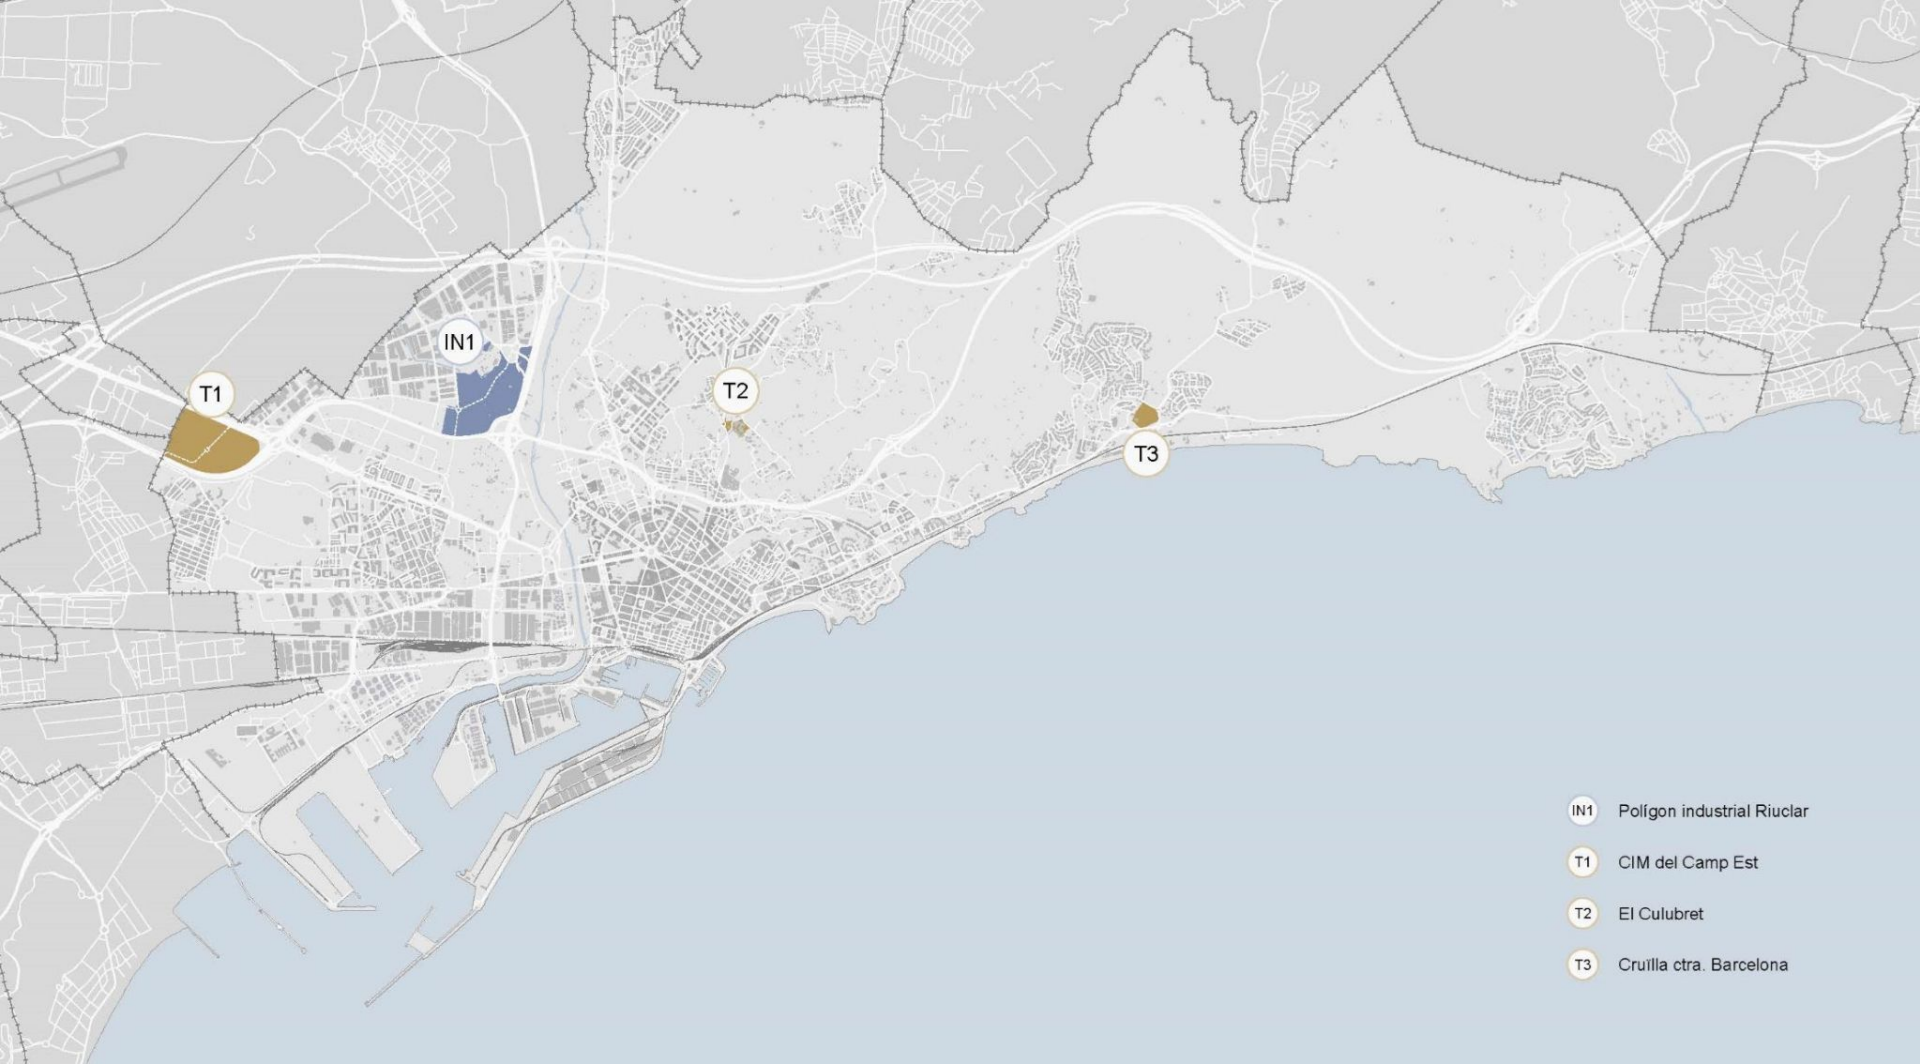 IN1
T1
T2
T3
IN1 Polígon industrial Riuclar
T1 CIM del Camp Est
T2 El Culubret
T3 Cruïlla ctra. Barcelona